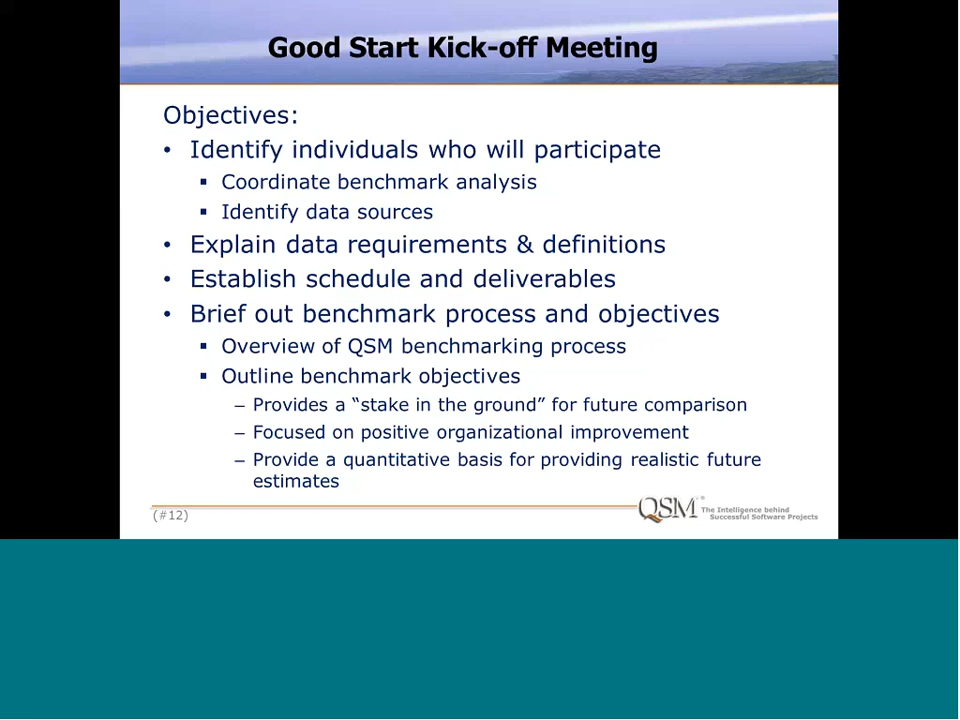 Good Start Kick-off Meeting
Objectives:
• Identify individuals who will participate
▪ Coordinate benchmark analysis
▪ Identify data sources
• Explain data requirements & definitions
• Establish schedule and deliverables
• Brief out benchmark process and objectives
▪ Overview of QSM benchmarking process
▪ Outline benchmark objectives
– Provides a “stake in the ground” for future comparison
– Focused on positive organizational improvement
– Provide a quantitative basis for providing realistic future
estimates
(#12)
QSM® The Intelligence behind
Successful Software Projects